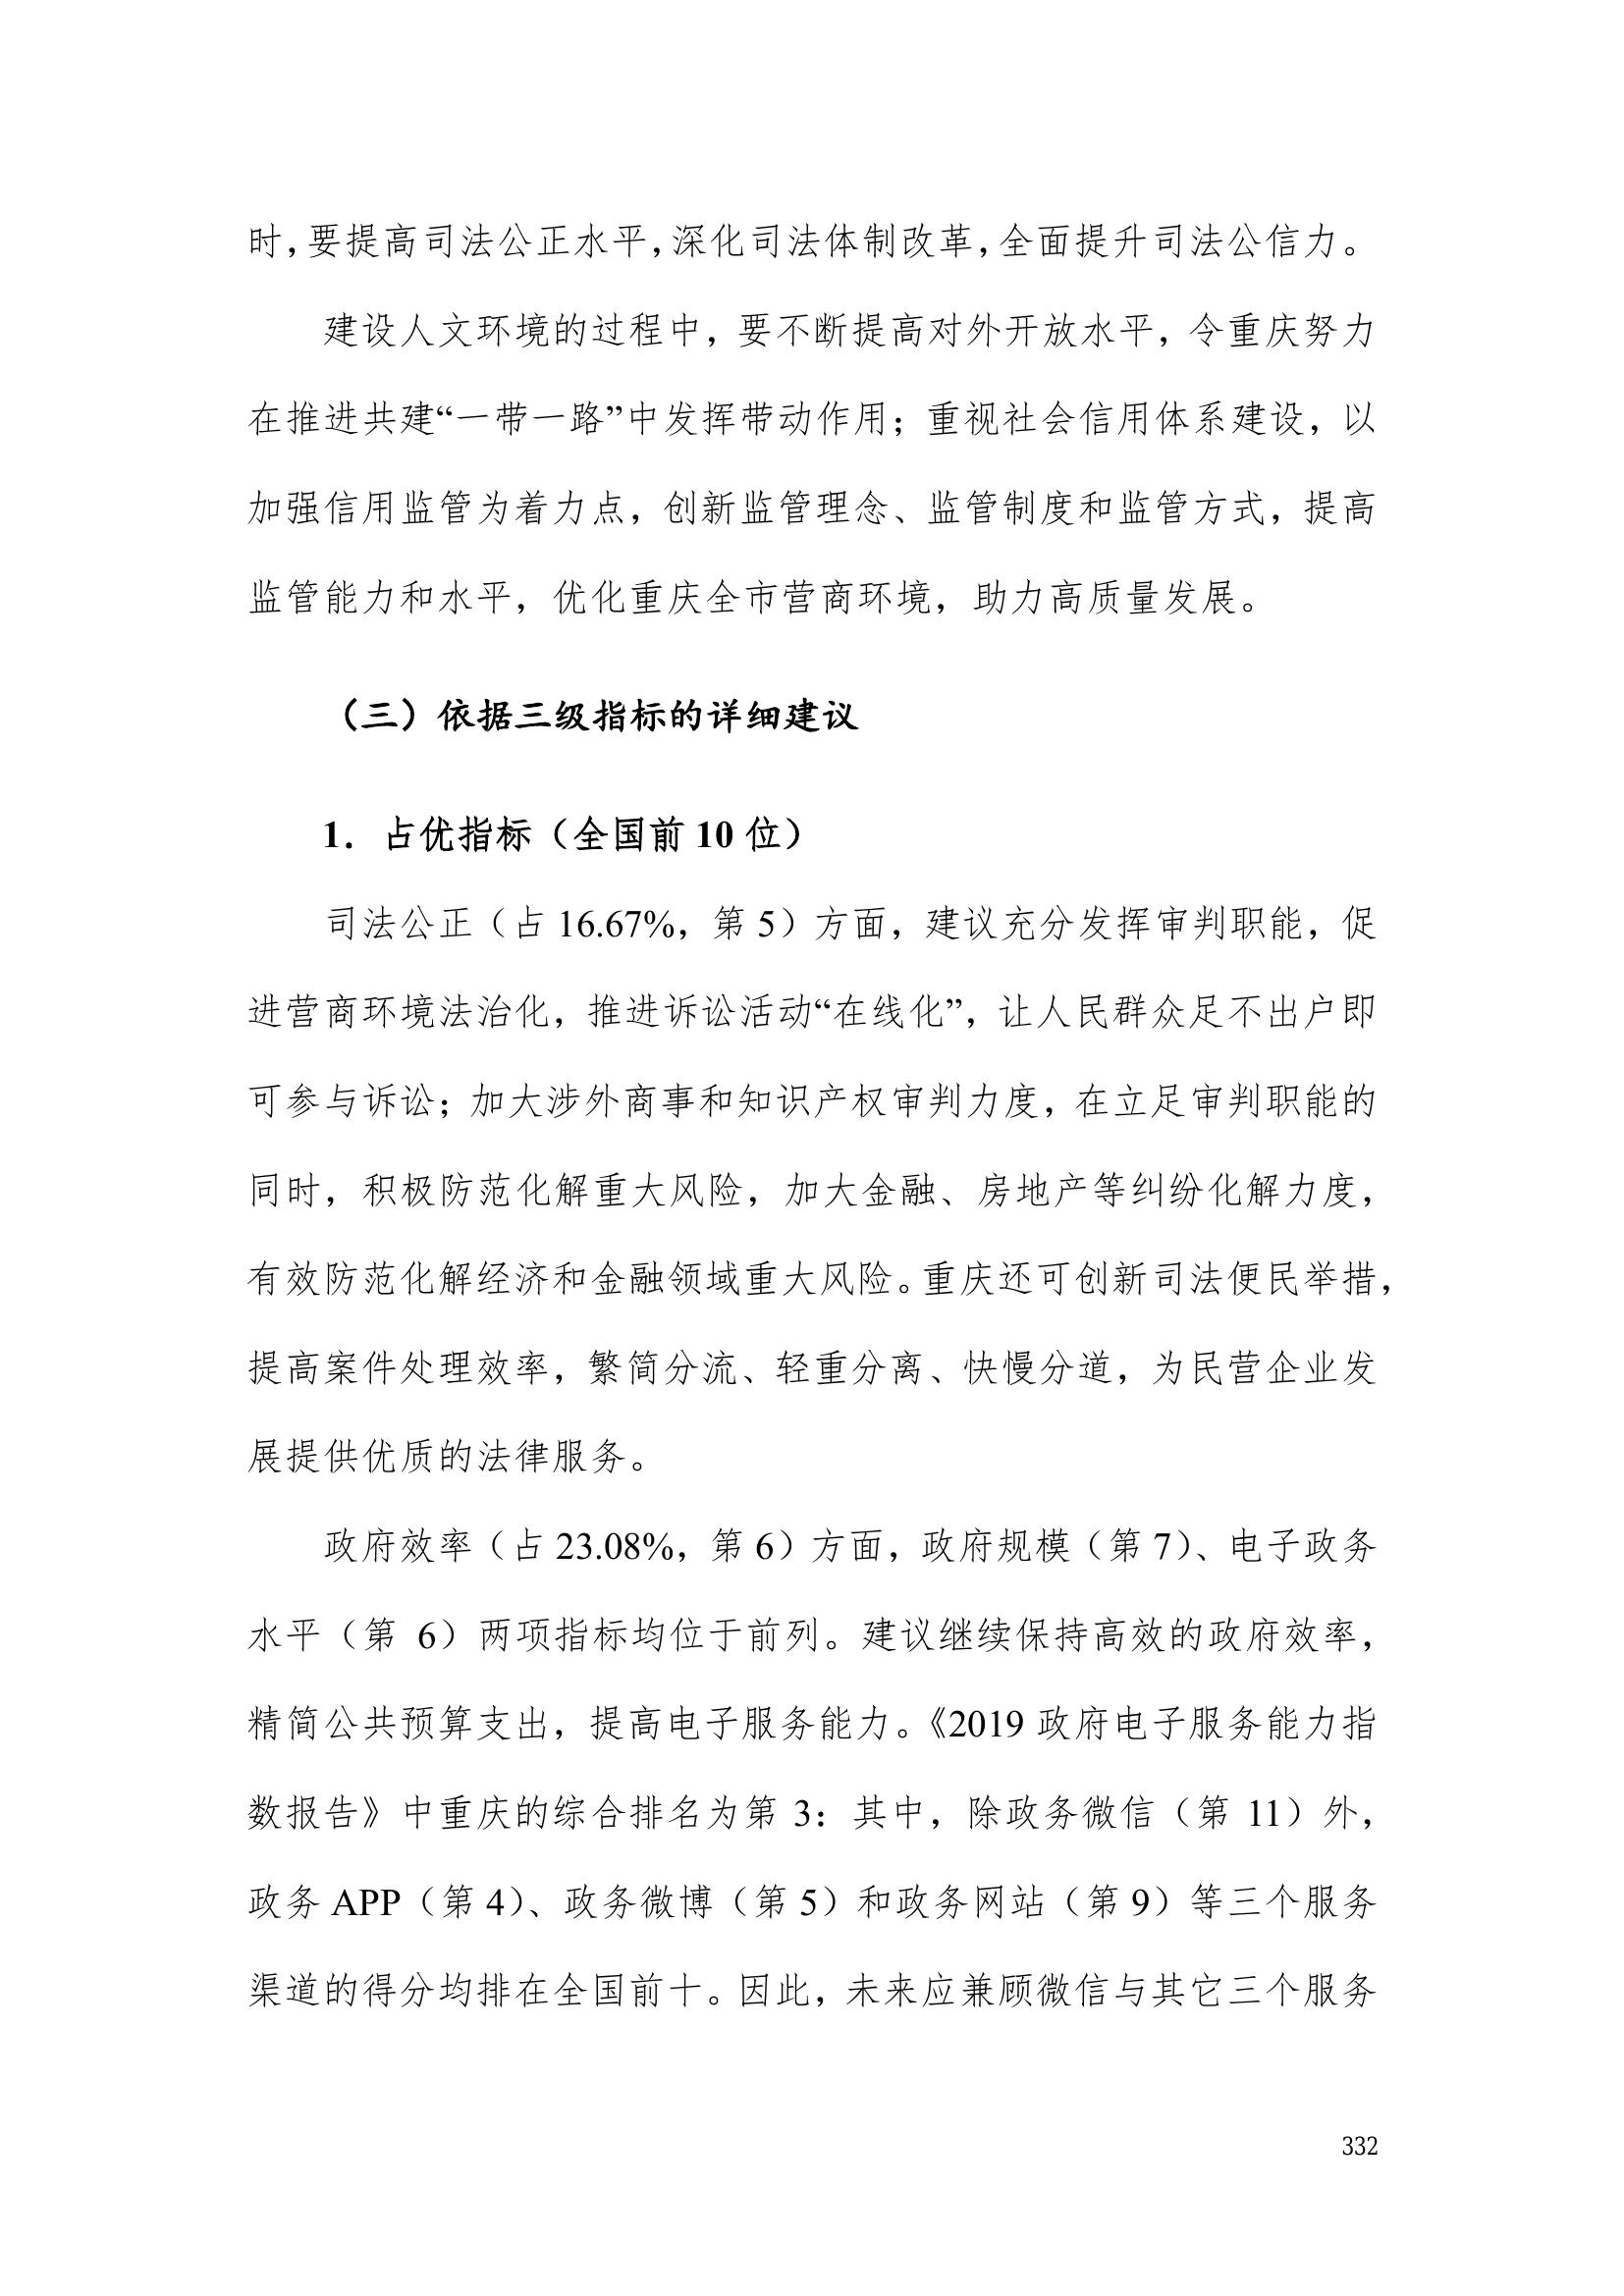 时，要提高司法公正水平，深化司法体制改革，全面提升司法公信力。
建设人文环境的过程中，要不断提高对外开放水平，令重庆努力
在推进共建“一带一路”中发挥带动作用；重视社会信用体系建设，以
加强信用监管为着力点，创新监管理念、监管制度和监管方式，提高
监管能力和水平，优化重庆全市营商环境，助力高质量发展。
（三）依据三级指标的详细建议
1．占优指标（全国前 10 位）
司法公正（占 16.67%，第 5）方面，建议充分发挥审判职能，促
进营商环境法治化，推进诉讼活动“在线化”，让人民群众足不出户即
可参与诉讼；加大涉外商事和知识产权审判力度，在立足审判职能的
同时，积极防范化解重大风险，加大金融、房地产等纠纷化解力度，
有效防范化解经济和金融领域重大风险。重庆还可创新司法便民举措，
提高案件处理效率，繁简分流、轻重分离、快慢分道，为民营企业发
展提供优质的法律服务。
政府效率（占 23.08%，第 6）方面，政府规模（第 7）、电子政务
水平（第 6）两项指标均位于前列。建议继续保持高效的政府效率，
精简公共预算支出，提高电子服务能力。《2019 政府电子服务能力指
数报告》中重庆的综合排名为第 3：其中，除政务微信（第 11）外，
政务 APP（第 4）、政务微博（第 5）和政务网站（第 9）等三个服务
渠道的得分均排在全国前十。因此，未来应兼顾微信与其它三个服务
332